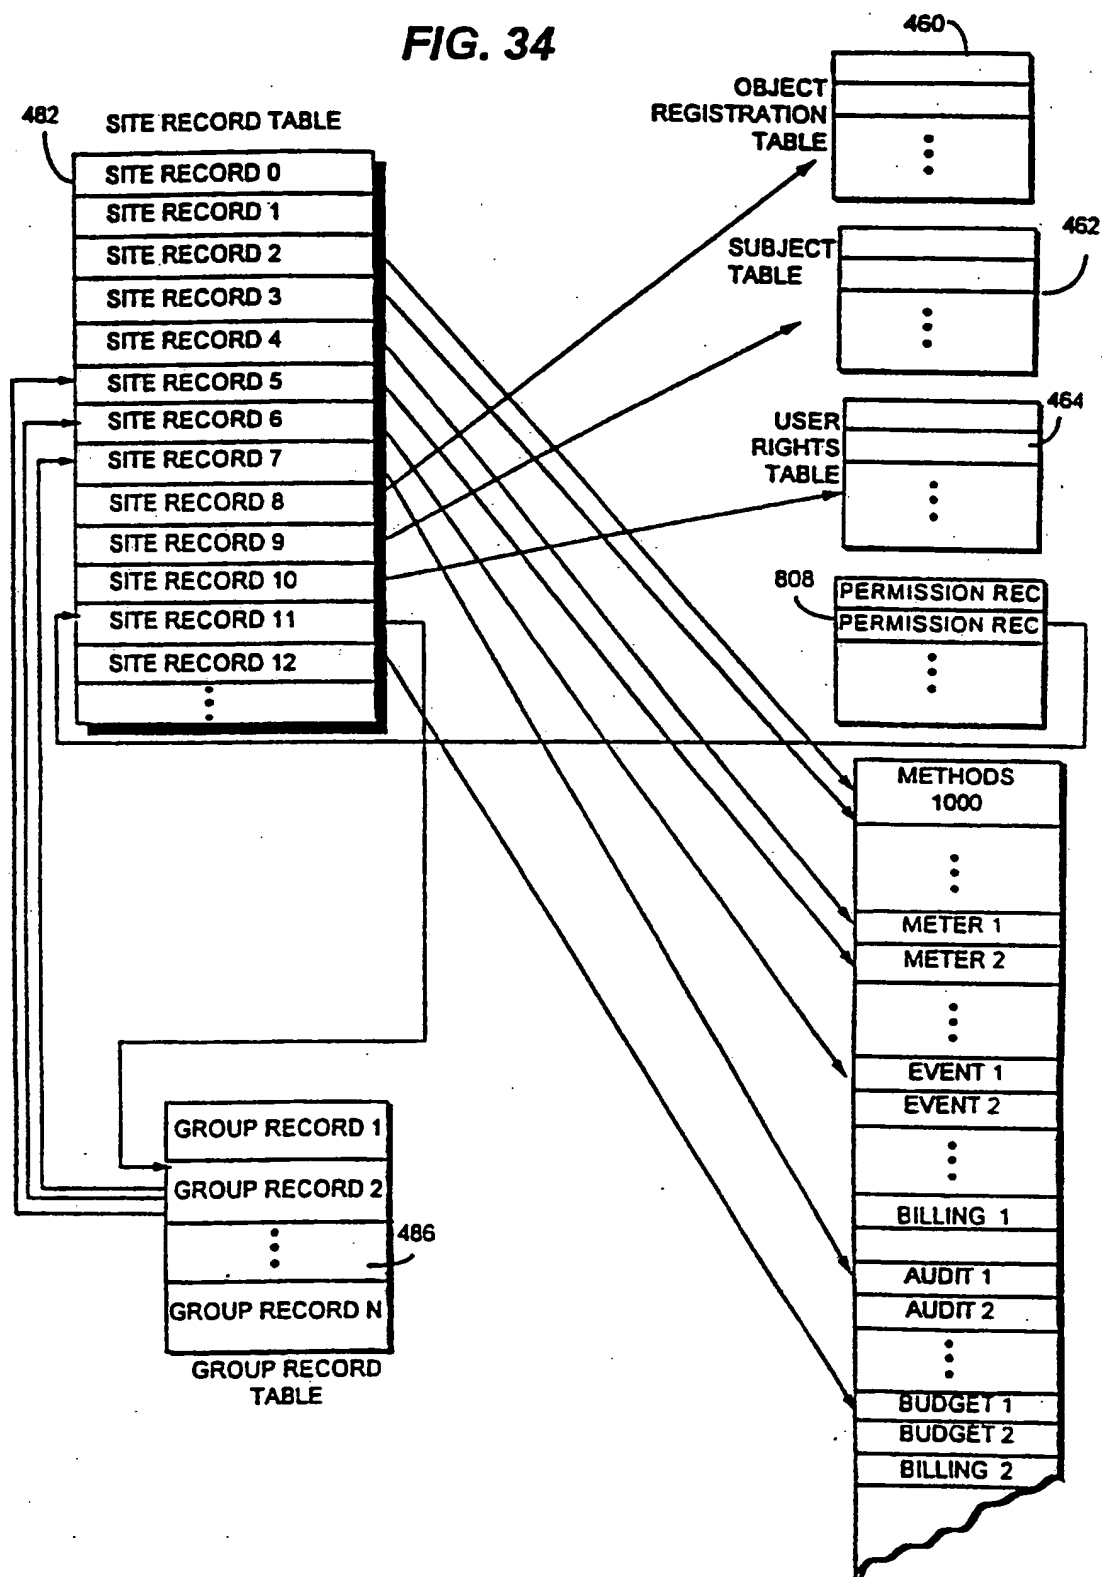 FIG. 34
482
SITE RECORD TABLE
SITE RECORD 0
SITE RECORD 1
SITE RECORD 2
SITE RECORD 3
SITE RECORD 4
SITE RECORD 5
SITE RECORD 6
SITE RECORD 7
SITE RECORD 8
SITE RECORD 9
SITE RECORD 10
SITE RECORD 11
SITE RECORD 12
460
OBJECT
REGISTRATION
TABLE
462
SUBJECT
TABLE
464
USER
RIGHTS
TABLE
808
PERMISSION REC
PERMISSION REC
METHODS
1000
METER 1
METER 2
EVENT 1
EVENT 2
BILLING 1
AUDIT 1
AUDIT 2
BUDGET 1
BUDGET 2
BILLING 2
GROUP RECORD 1
GROUP RECORD 2
486
GROUP RECORD N
GROUP RECORD
TABLE